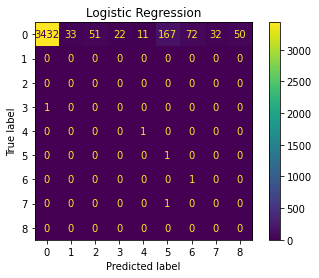 Logistic Regression
0 3432 33 51 22 11 167 72 32 50
1 0 0 0 0 0 0 0 0 0
2 0 0 0 0 0 0 0 0 0
3 1 0 0 0 0 0 0 0 0
4 0 0 0 0 1 0 0 0 0
5 0 0 0 0 0 1 0 0 0
6 0 0 0 0 0 0 1 0 0
7 0 0 0 0 0 1 0 0 0
8 0 0 0 0 0 0 0 0 0
0 1 2 3 4 5 6 7 8
Predicted label
True label
3000
2500
2000
1500
1000
500
0